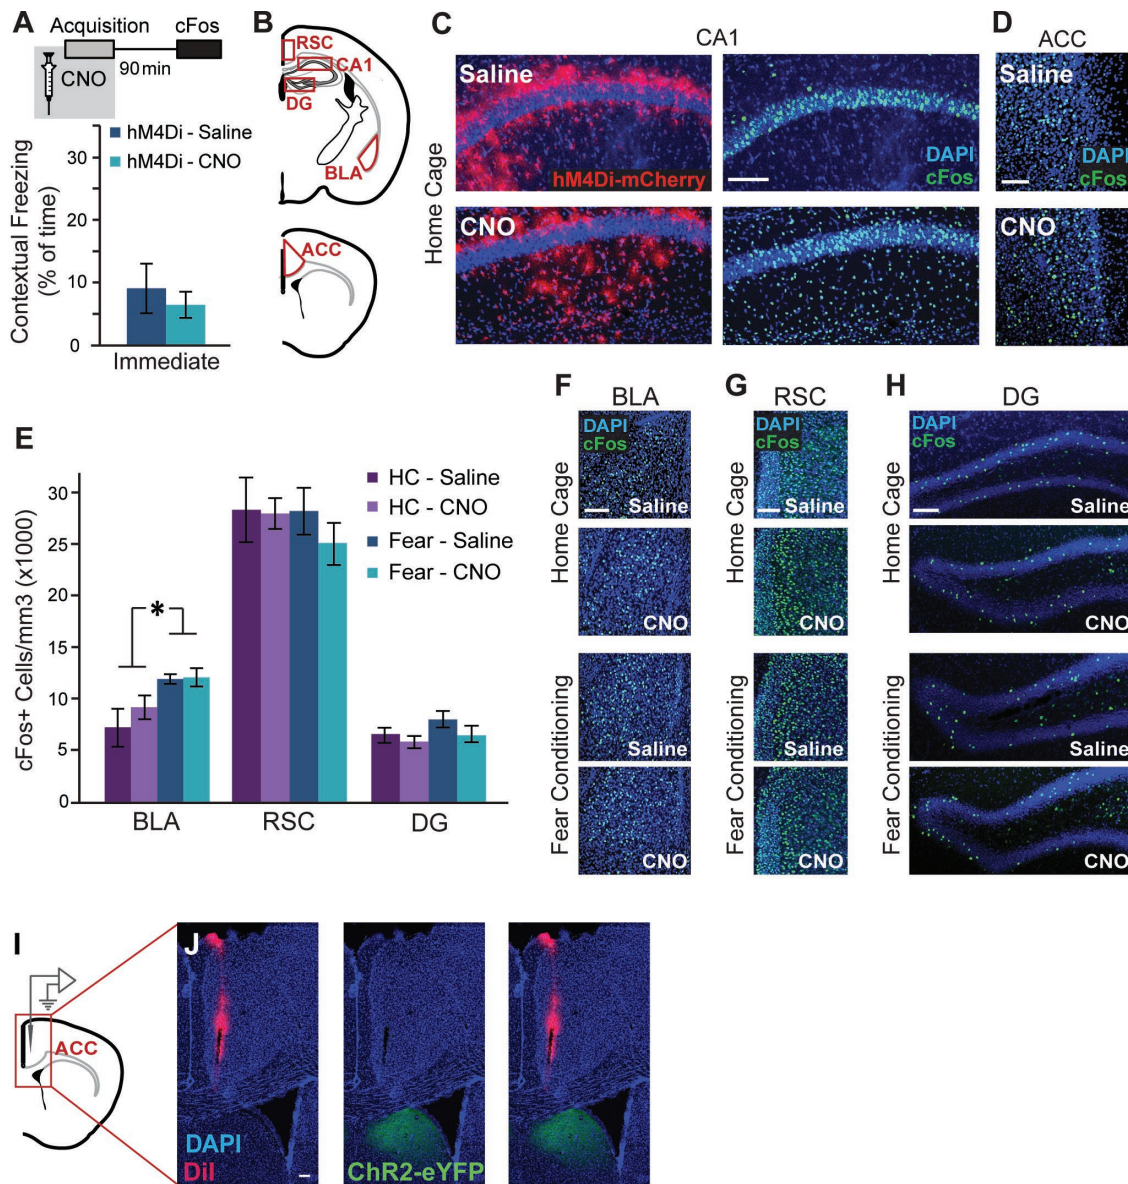 A
Acquisition
cFos
CNO
90 min
hM4Di - Saline
hM4Di - CNO
Contextual Freezing
(% of time)
30
20
10
0
Immediate
B
RSC
CA1
DG
BLA
ACC
C
CA1
Home Cage
Saline
hM4Di-mCherry
DAPI
cFos
CNO
D
ACC
Saline
DAPI
cFos
CNO
E
cFos+ Cells/mm3 (x1000)
30
25
20
15
10
5
0
*
HC - Saline
HC - CNO
Fear - Saline
Fear - CNO
BLA
RSC
DG
F
BLA
Home Cage
DAPI
cFos
Saline
CNO
Fear Conditioning
Saline
CNO
G
RSC
Home Cage
DAPI
cFos
Saline
CNO
Fear Conditioning
Saline
CNO
H
DG
Home Cage
DAPI
cFos
Saline
CNO
Fear Conditioning
Saline
CNO
I
ACC
J
DAPI
DiI
ChR2-eYFP